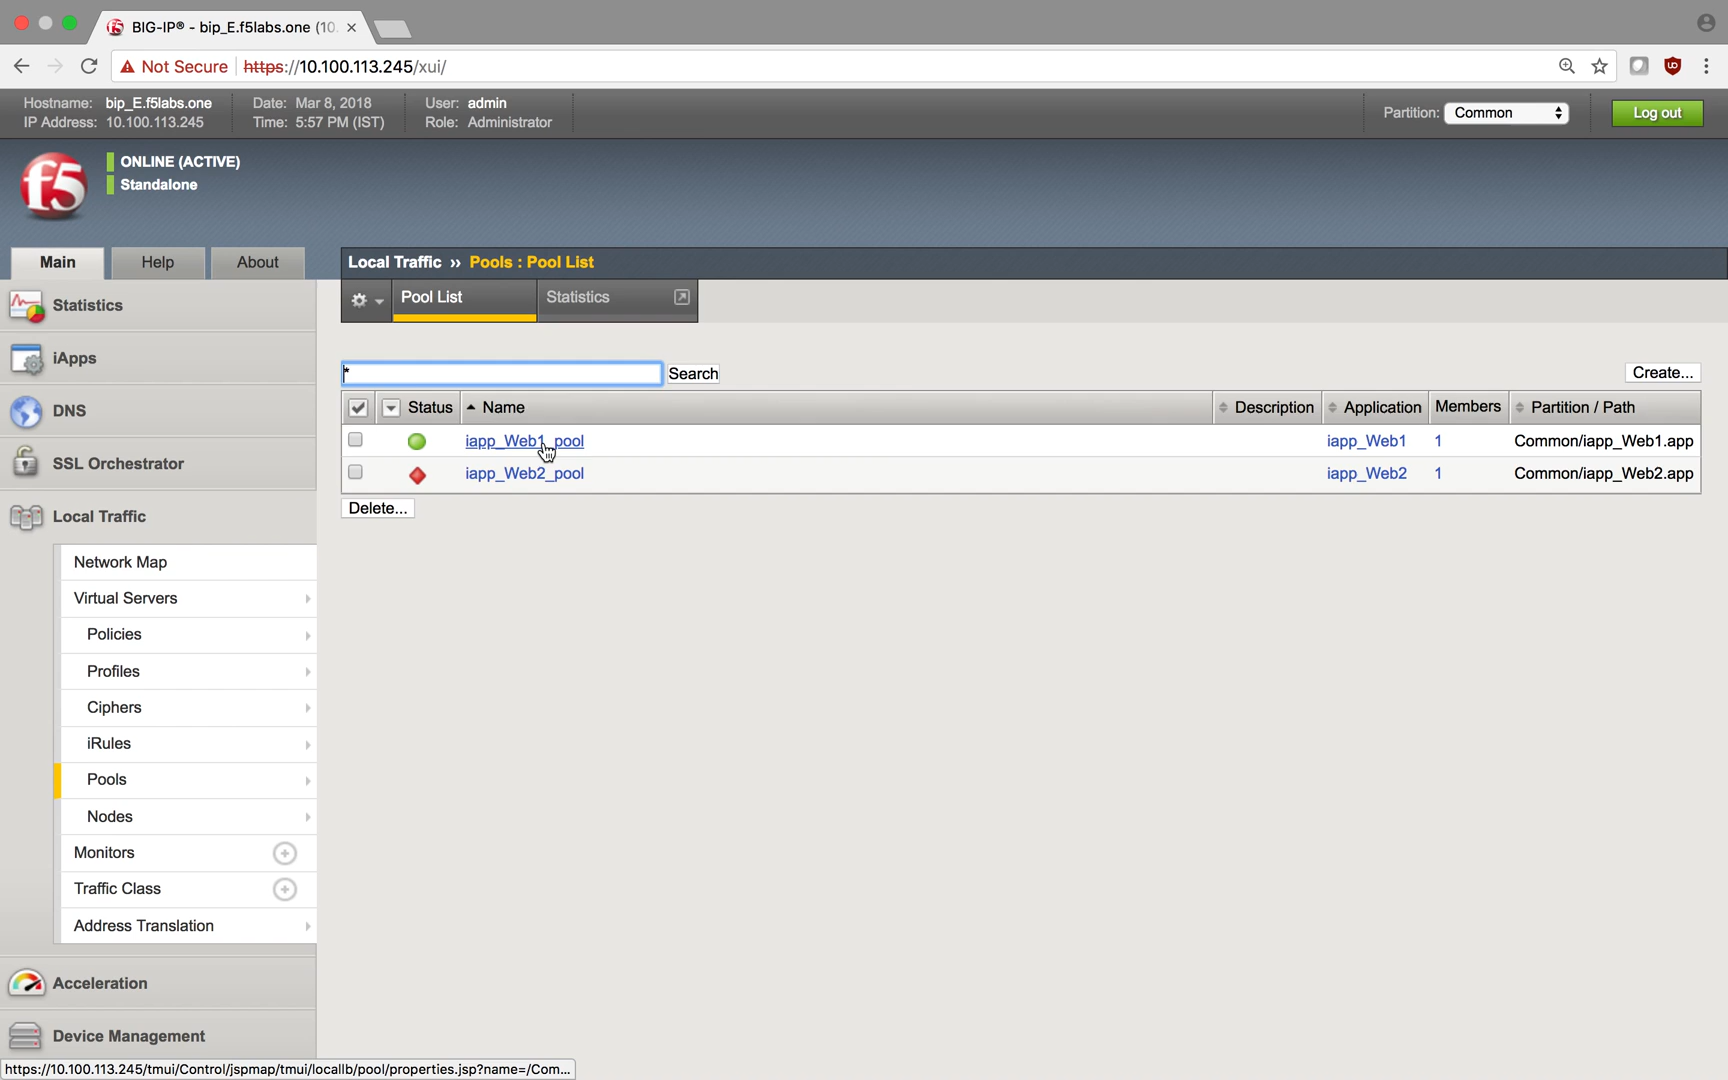 BIG-IP® - bip_E.f5labs.one (10
Not Secure https://10.100.113.245/xui/
Hostname: bip_E.f5labs.one Date: Mar 8, 2018 User: admin
IP Address: 10.100.113.245 Time: 5:57 PM (IST) Role: Administrator
Partition: Common Log out
f5
ONLINE (ACTIVE)
Standalone
Main Help About
Local Traffic ›› Pools : Pool List
Pool List Statistics
Statistics
iApps
DNS
SSL Orchestrator
Local Traffic
Network Map
Virtual Servers
Policies
Profiles
Ciphers
iRules
Pools
Nodes
Monitors
Traffic Class
Address Translation
Acceleration
Device Management
* Search Create...
Status Name Description Application Members Partition / Path
iapp_Web1_pool iapp_Web1 1 Common/iapp_Web1.app
iapp_Web2_pool iapp_Web2 1 Common/iapp_Web2.app
Delete...
https://10.100.113.245/tmui/Control/jspmap/tmui/locallb/pool/properties.jsp?name=/Com...